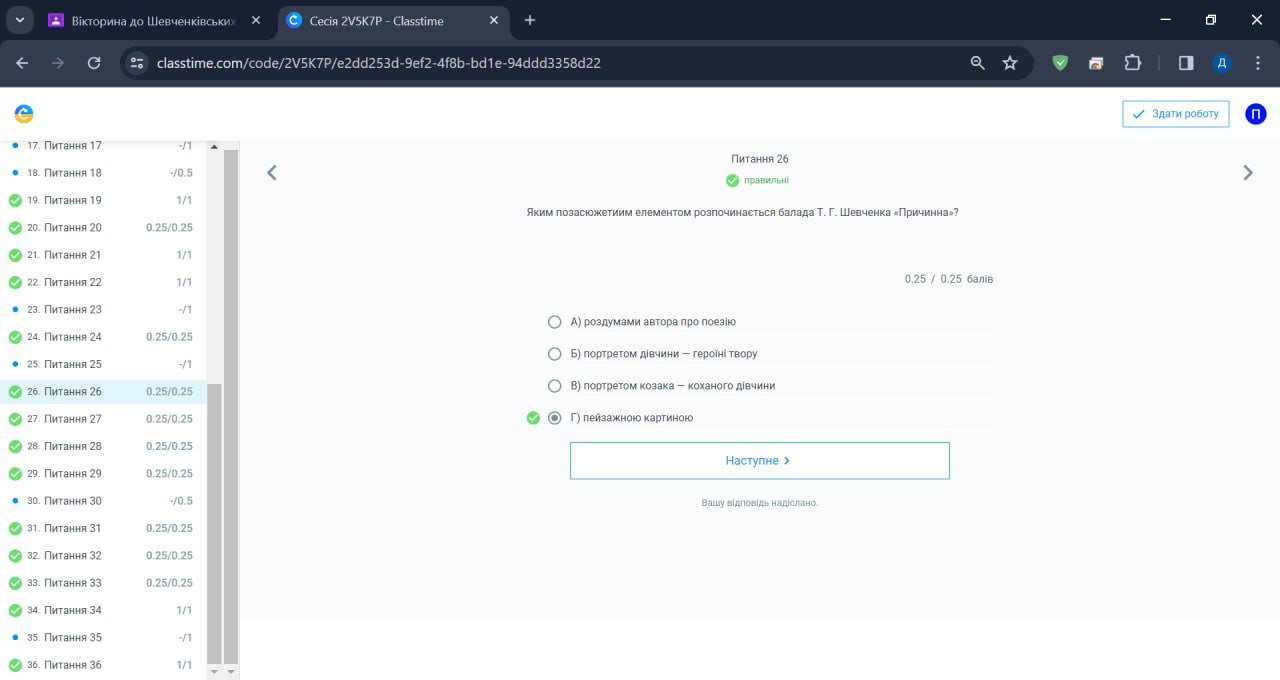 Вікторина до Шевченківських
Сесія 2V5K7P - Classtime
classtime.com/code/2V5K7P/e2dd253d-9ef2-4f8b-bd1e-94ddd3358d22
Д
Здати роботу
П
17. Питання 17 -/1
18. Питання 18 -/0.5
19. Питання 19 1/1
20. Питання 20 0.25/0.25
21. Питання 21 1/1
22. Питання 22 1/1
23. Питання 23 -/1
24. Питання 24 0.25/0.25
25. Питання 25 -/1
26. Питання 26 0.25/0.25
27. Питання 27 0.25/0.25
28. Питання 28 0.25/0.25
29. Питання 29 0.25/0.25
30. Питання 30 -/0.5
31. Питання 31 0.25/0.25
32. Питання 32 0.25/0.25
33. Питання 33 0.25/0.25
34. Питання 34 1/1
35. Питання 35 -/1
36. Питання 36 1/1
Питання 26
правильні
Яким позасюжетиим елементом розпочинається балада Т. Г. Шевченка «Причинна»?
0.25 / 0.25 балів
А) роздумами автора про поезію
Б) портретом дівчини — героїні твору
В) портретом козака — коханого дівчини
Г) пейзажною картиною
Наступне
Вашу відповідь надіслано.